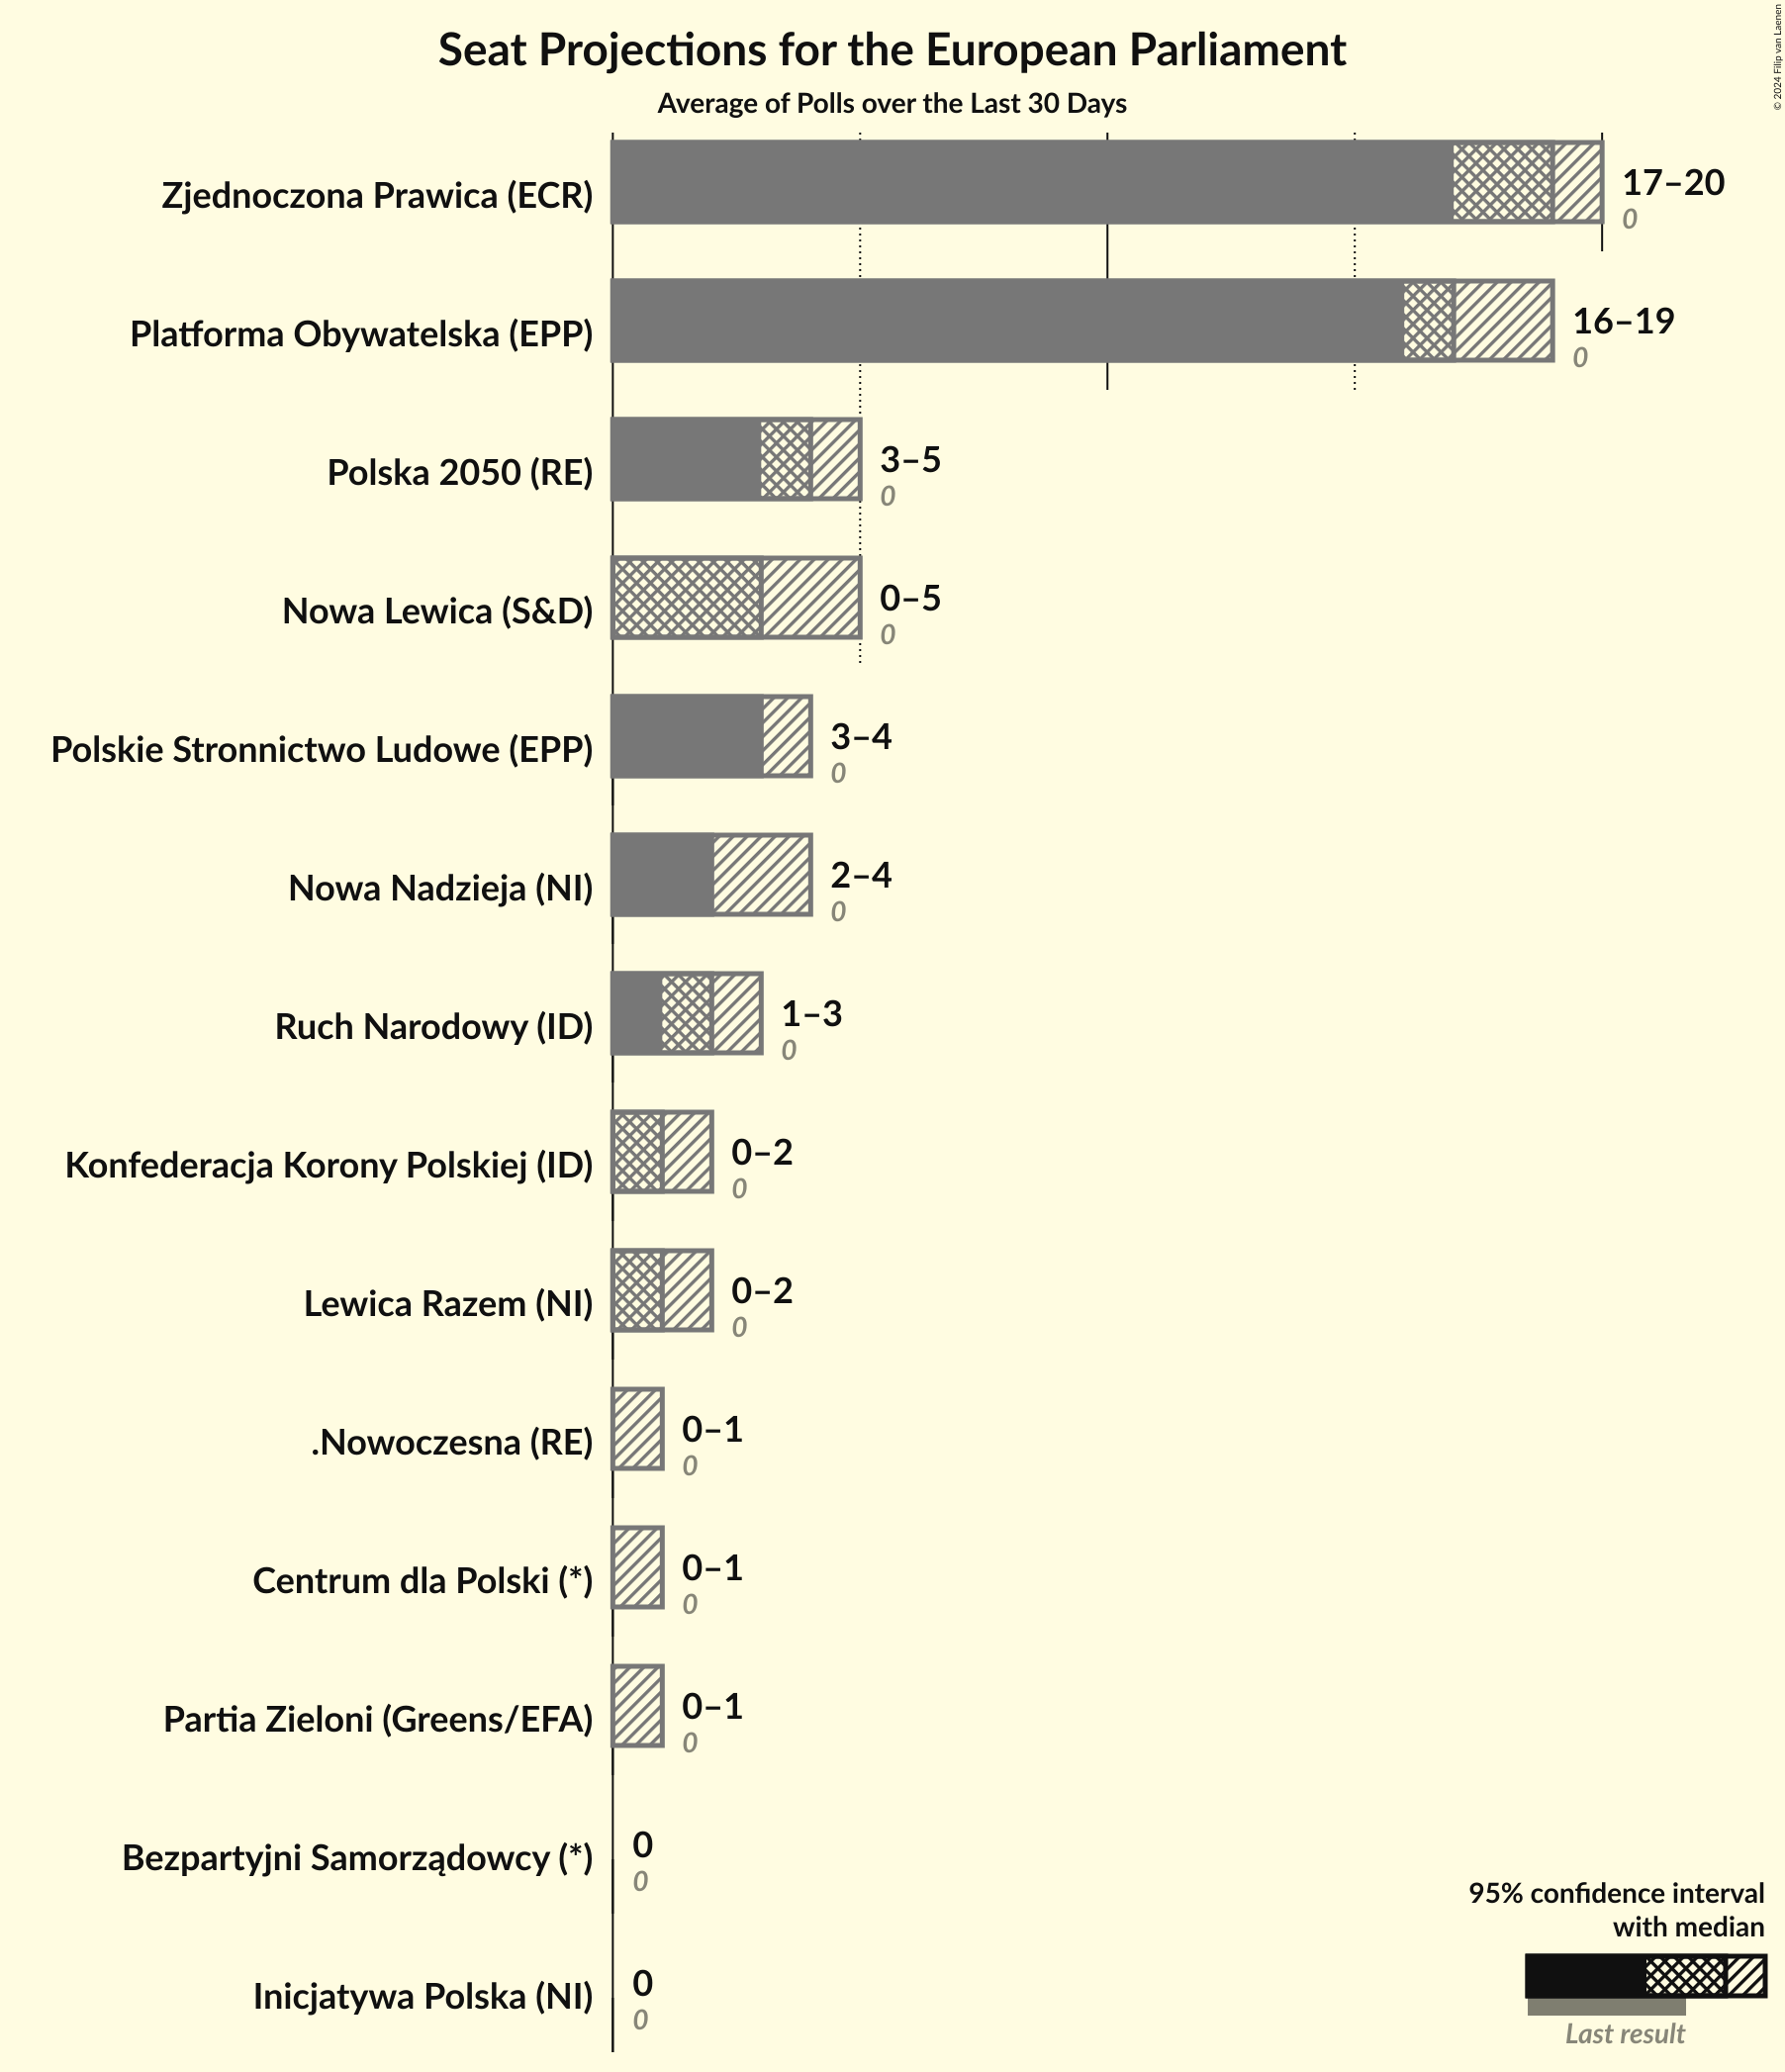 Seat Projections for the European Parliament
Average of Polls over the Last 30 Days
© 2024 Filip van Laenen
Zjednoczona Prawica (ECR)
17–20
0
Platforma Obywatelska (EPP)
16–19
0
Polska 2050 (RE)
3–5
0
Nowa Lewica (S&D)
0–5
0
Polskie Stronnictwo Ludowe (EPP)
3–4
0
Nowa Nadzieja (NI)
2–4
0
Ruch Narodowy (ID)
1–3
0
Konfederacja Korony Polskiej (ID)
0–2
0
Lewica Razem (NI)
0–2
0
.Nowoczesna (RE)
0–1
0
Centrum dla Polski (*)
0–1
0
Partia Zieloni (Greens/EFA)
0–1
0
Bezpartyjni Samorządowcy (*)
0
0
Inicjatywa Polska (NI)
0
0
95% confidence interval
with median
Last result